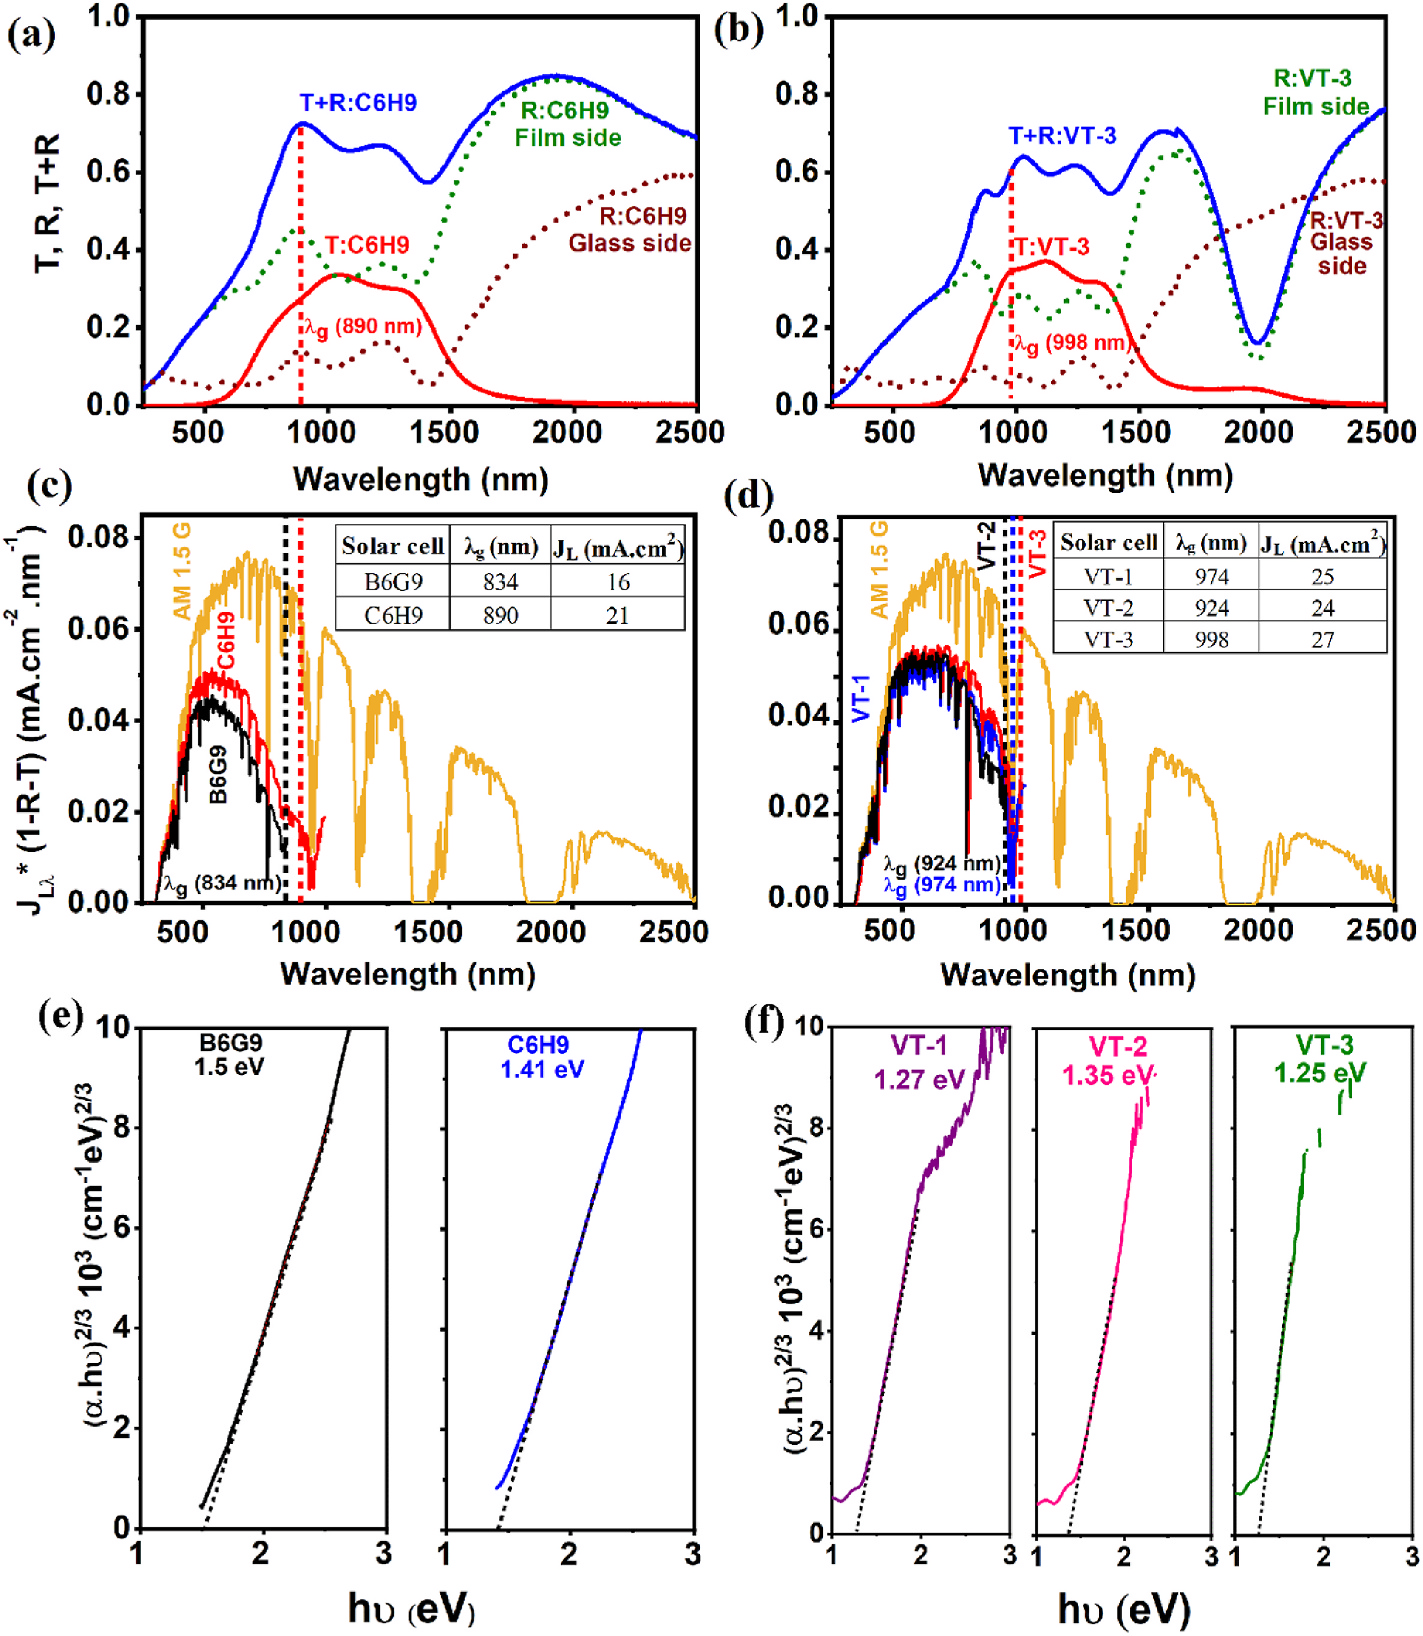 (a)
1.0
0.8
0.6
0.4
0.2
0.0
T, R, T+R
T+R:C6H9
R:C6H9
Film side
T:C6H9
R:C6H9
Glass side
λg (890 nm)
500 1000 1500 2000 2500
Wavelength (nm)
(b)
1.0
0.8
0.6
0.4
0.2
0.0
R:VT-3
Film side
T+R:VT-3
T:VT-3
R:VT-3
Glass
side
λg (998 nm)
500 1000 1500 2000 2500
Wavelength (nm)
(c)
0.08
0.06
0.04
0.02
0.00
JLλ* (1-R-T) (mA.cm-2.nm-1)
AM 1.5 G
C6H9
B6G9
Solar cell λg (nm) JL (mA.cm2)
B6G9 834 16
C6H9 890 21
λg (834 nm)
500 1000 1500 2000 2500
Wavelength (nm)
(d)
0.08
0.06
0.04
0.02
0.00
AM 1.5 G
VT-1
VT-2
VT-3
Solar cell λg (nm) JL (mA.cm2)
VT-1 974 25
VT-2 924 24
VT-3 998 27
λg (924 nm)
λg (974 nm)
500 1000 1500 2000 2500
Wavelength (nm)
(e)
10
8
6
4
2
0
(α.hυ)2/3 103 (cm-1eV)2/3
B6G9
1.5 eV
C6H9
1.41 eV
1 2 3
1 2 3
hυ (eV)
(f)
10
8
6
4
2
0
(α.hυ)2/3 103 (cm-1eV)2/3
VT-1
1.27 eV
VT-2
1.35 eV
VT-3
1.25 eV
1 2 3
1 2 3
1 2 3
hυ (eV)